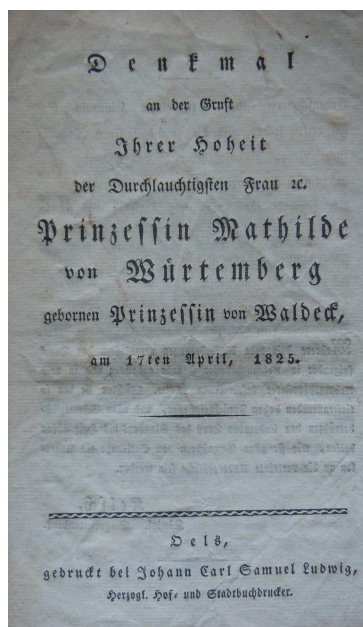 Denkmal
an der Gruft
Ihrer Hoheit
der Durchlauchtigsten Frau ꝛc.
Prinzessin Mathilde
von Würtemberg
gebornen Prinzessin von Waldeck,
am 17ten April, 1825.
Oels,
gedruckt bei Johann Carl Samuel Ludwig,
Herzogl. Hof- und Stadtbuchdrucker.